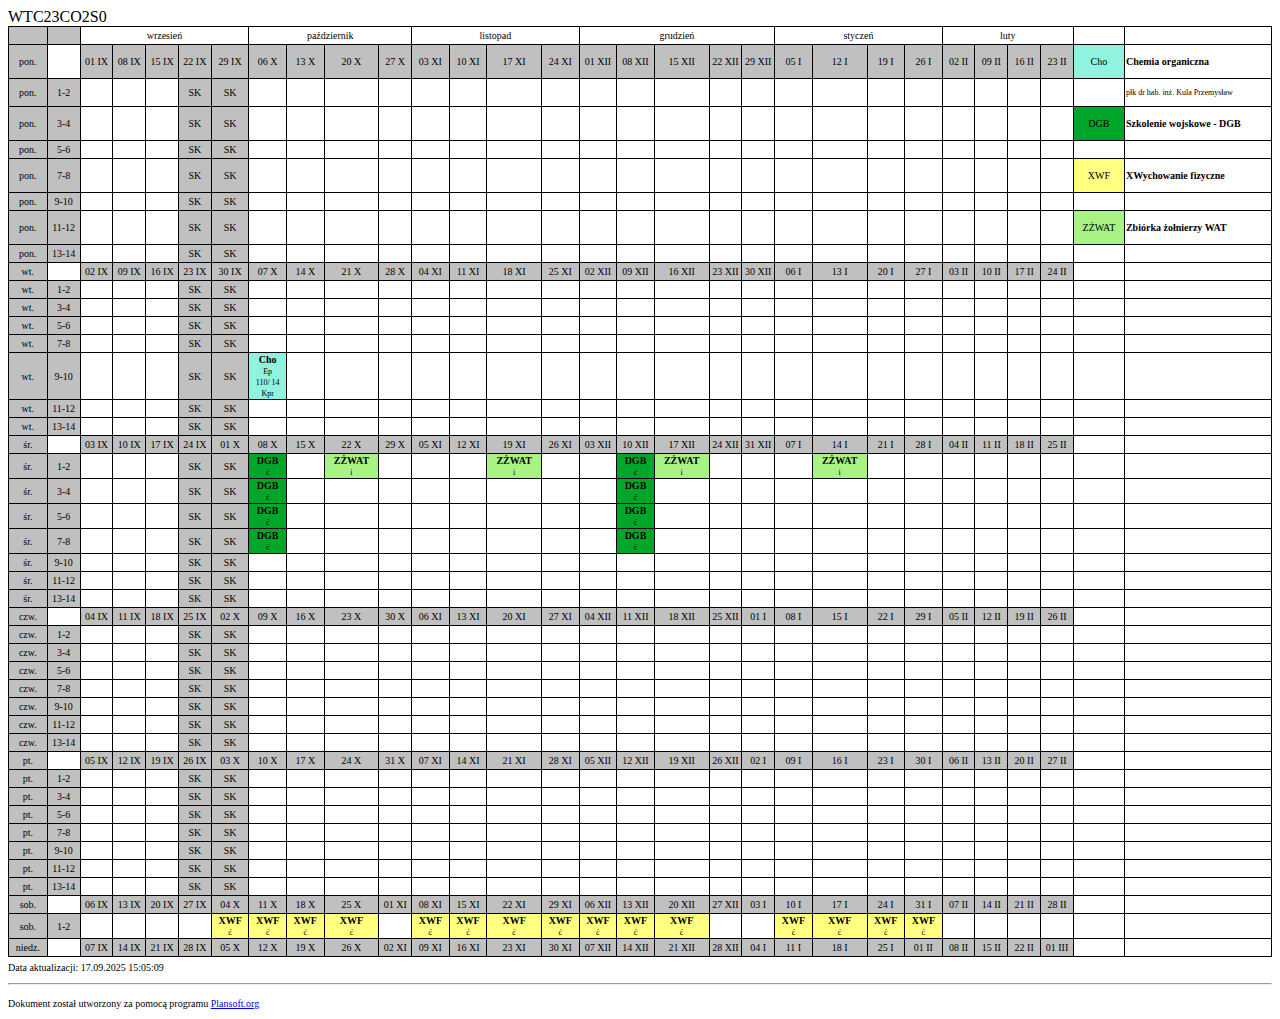 WTC23CO2S0
wrzesień październik listopad grudzień styczeń luty
pon. 01 IX 08 IX 15 IX 22 IX 29 IX 06 X 13 X 20 X 27 X 03 XI 10 XI 17 XI 24 XI 01 XII 08 XII 15 XII 22 XII 29 XII 05 I 12 I 19 I 26 I 02 II 09 II 16 II 23 II Cho Chemia organiczna
pon. 1-2 SK SK płk dr hab. inż. Kula Przemysław
pon. 3-4 SK SK DGB Szkolenie wojskowe - DGB
pon. 5-6 SK SK
pon. 7-8 SK SK XWF XWychowanie fizyczne
pon. 9-10 SK SK
pon. 11-12 SK SK ZŻWAT Zbiórka żołnierzy WAT
pon. 13-14 SK SK
wt. 02 IX 09 IX 16 IX 23 IX 30 IX 07 X 14 X 21 X 28 X 04 XI 11 XI 18 XI 25 XI 02 XII 09 XII 16 XII 23 XII 30 XII 06 I 13 I 20 I 27 I 03 II 10 II 17 II 24 II
wt. 1-2 SK SK
wt. 3-4 SK SK
wt. 5-6 SK SK
wt. 7-8 SK SK
wt. 9-10 SK SK Cho
Ep
110/ 14
Kpr
wt. 11-12 SK SK
wt. 13-14 SK SK
śr. 03 IX 10 IX 17 IX 24 IX 01 X 08 X 15 X 22 X 29 X 05 XI 12 XI 19 XI 26 XI 03 XII 10 XII 17 XII 24 XII 31 XII 07 I 14 I 21 I 28 I 04 II 11 II 18 II 25 II
śr. 1-2 SK SK DGB ZŻWAT ZŻWAT DGB ZŻWAT ZŻWAT
ć i i ć i i
śr. 3-4 SK SK DGB DGB
ć ć
śr. 5-6 SK SK DGB DGB
ć ć
śr. 7-8 SK SK DGB DGB
ć ć
śr. 9-10 SK SK
śr. 11-12 SK SK
śr. 13-14 SK SK
czw. 04 IX 11 IX 18 IX 25 IX 02 X 09 X 16 X 23 X 30 X 06 XI 13 XI 20 XI 27 XI 04 XII 11 XII 18 XII 25 XII 01 I 08 I 15 I 22 I 29 I 05 II 12 II 19 II 26 II
czw. 1-2 SK SK
czw. 3-4 SK SK
czw. 5-6 SK SK
czw. 7-8 SK SK
czw. 9-10 SK SK
czw. 11-12 SK SK
czw. 13-14 SK SK
pt. 05 IX 12 IX 19 IX 26 IX 03 X 10 X 17 X 24 X 31 X 07 XI 14 XI 21 XI 28 XI 05 XII 12 XII 19 XII 26 XII 02 I 09 I 16 I 23 I 30 I 06 II 13 II 20 II 27 II
pt. 1-2 SK SK
pt. 3-4 SK SK
pt. 5-6 SK SK
pt. 7-8 SK SK
pt. 9-10 SK SK
pt. 11-12 SK SK
pt. 13-14 SK SK
sob. 06 IX 13 IX 20 IX 27 IX 04 X 11 X 18 X 25 X 01 XI 08 XI 15 XI 22 XI 29 XI 06 XII 13 XII 20 XII 27 XII 03 I 10 I 17 I 24 I 31 I 07 II 14 II 21 II 28 II
sob. 1-2 XWF XWF XWF XWF XWF XWF XWF XWF XWF XWF XWF XWF XWF XWF XWF
ć ć ć ć ć ć ć ć ć ć ć ć ć ć ć
niedz. 07 IX 14 IX 21 IX 28 IX 05 X 12 X 19 X 26 X 02 XI 09 XI 16 XI 23 XI 30 XI 07 XII 14 XII 21 XII 28 XII 04 I 11 I 18 I 25 I 01 II 08 II 15 II 22 II 01 III
Data aktualizacji: 17.09.2025 15:05:09
Dokument został utworzony za pomocą programu Plansoft.org